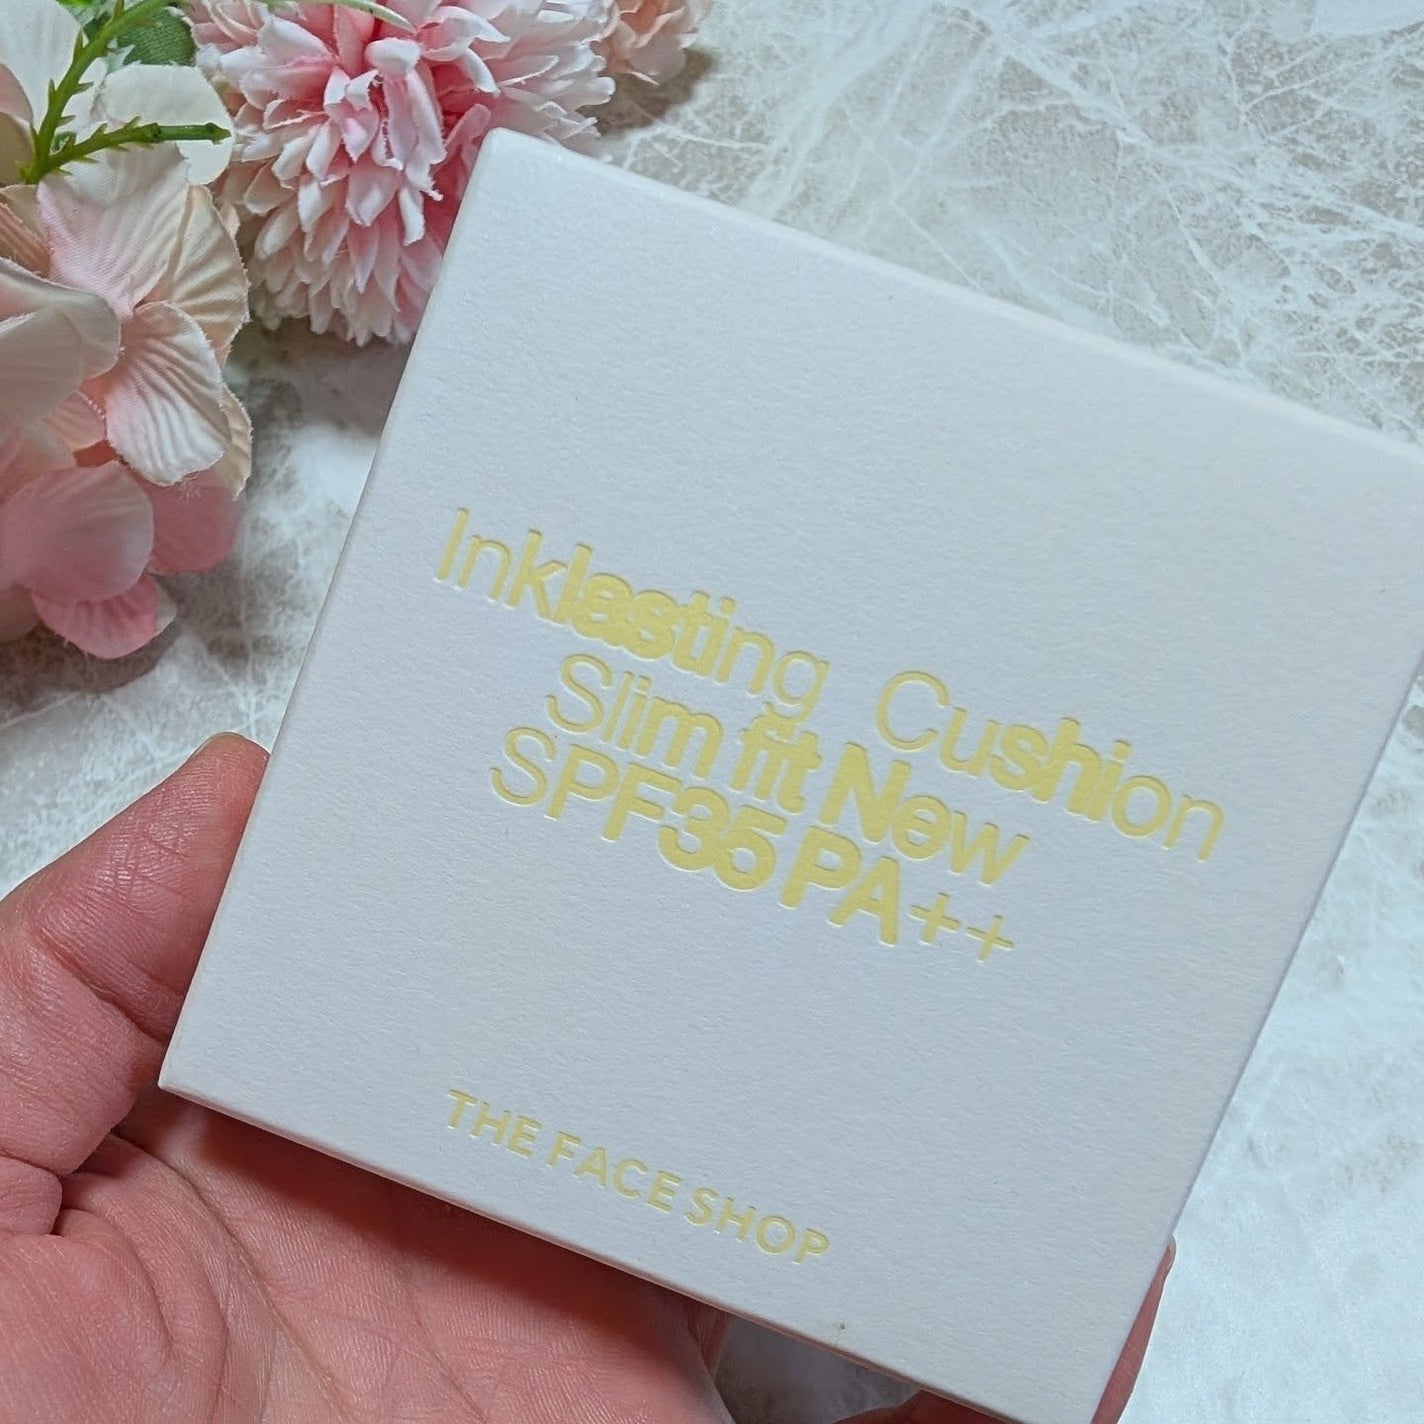 Inklasting Cushion
Slim fit New
SPF35 PA++
THE FACE SHOP